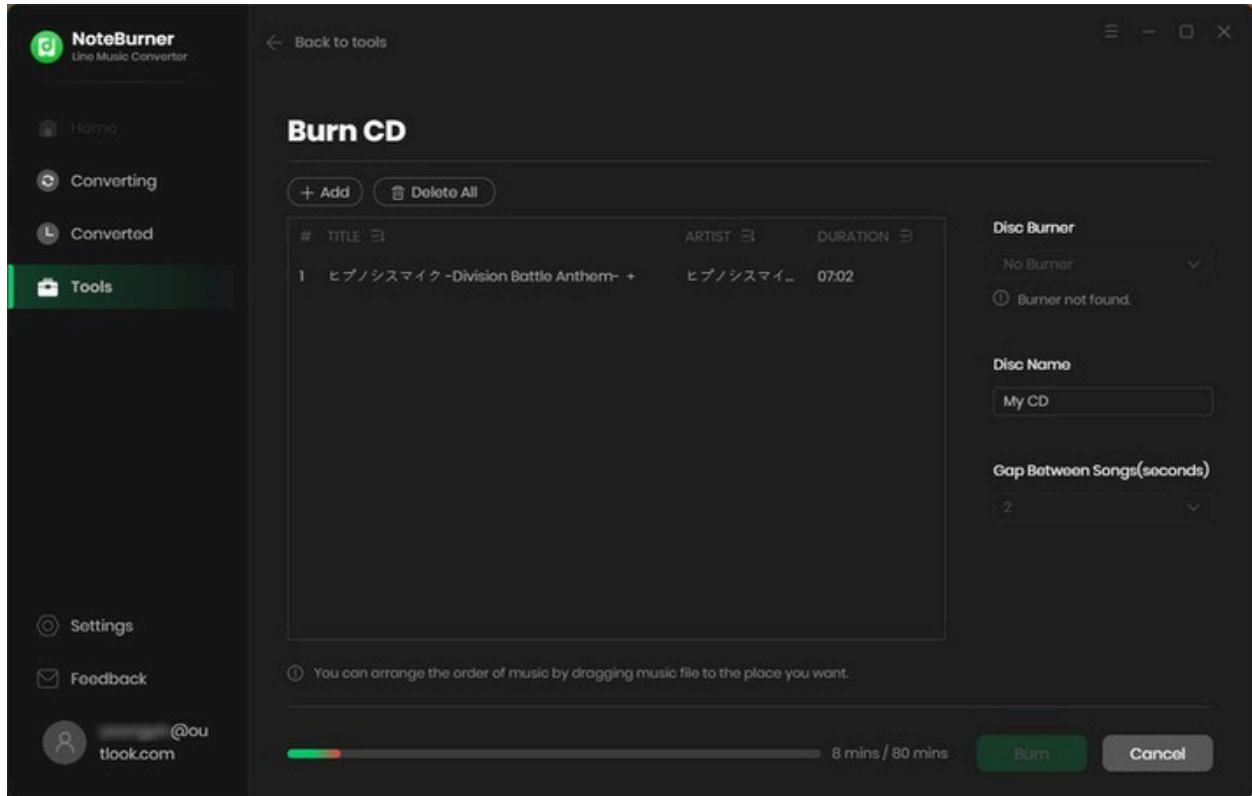 NoteBurner
Line Music Converter
Back to tools
Home
Converting
Converted
Tools
Burn CD
+ Add
Delete All
# TITLE ARTIST DURATION
1 ヒプノシスマイク -Division Battle Anthem- + ヒプノシスマイ... 07:02
Disc Burner
No Burner
Burner not found.
Disc Name
My CD
Gap Between Songs(seconds)
2
Settings
Feedback
@ou
tlook.com
You can arrange the order of music by dragging music file to the place you want.
8 mins / 80 mins
Burn
Cancel